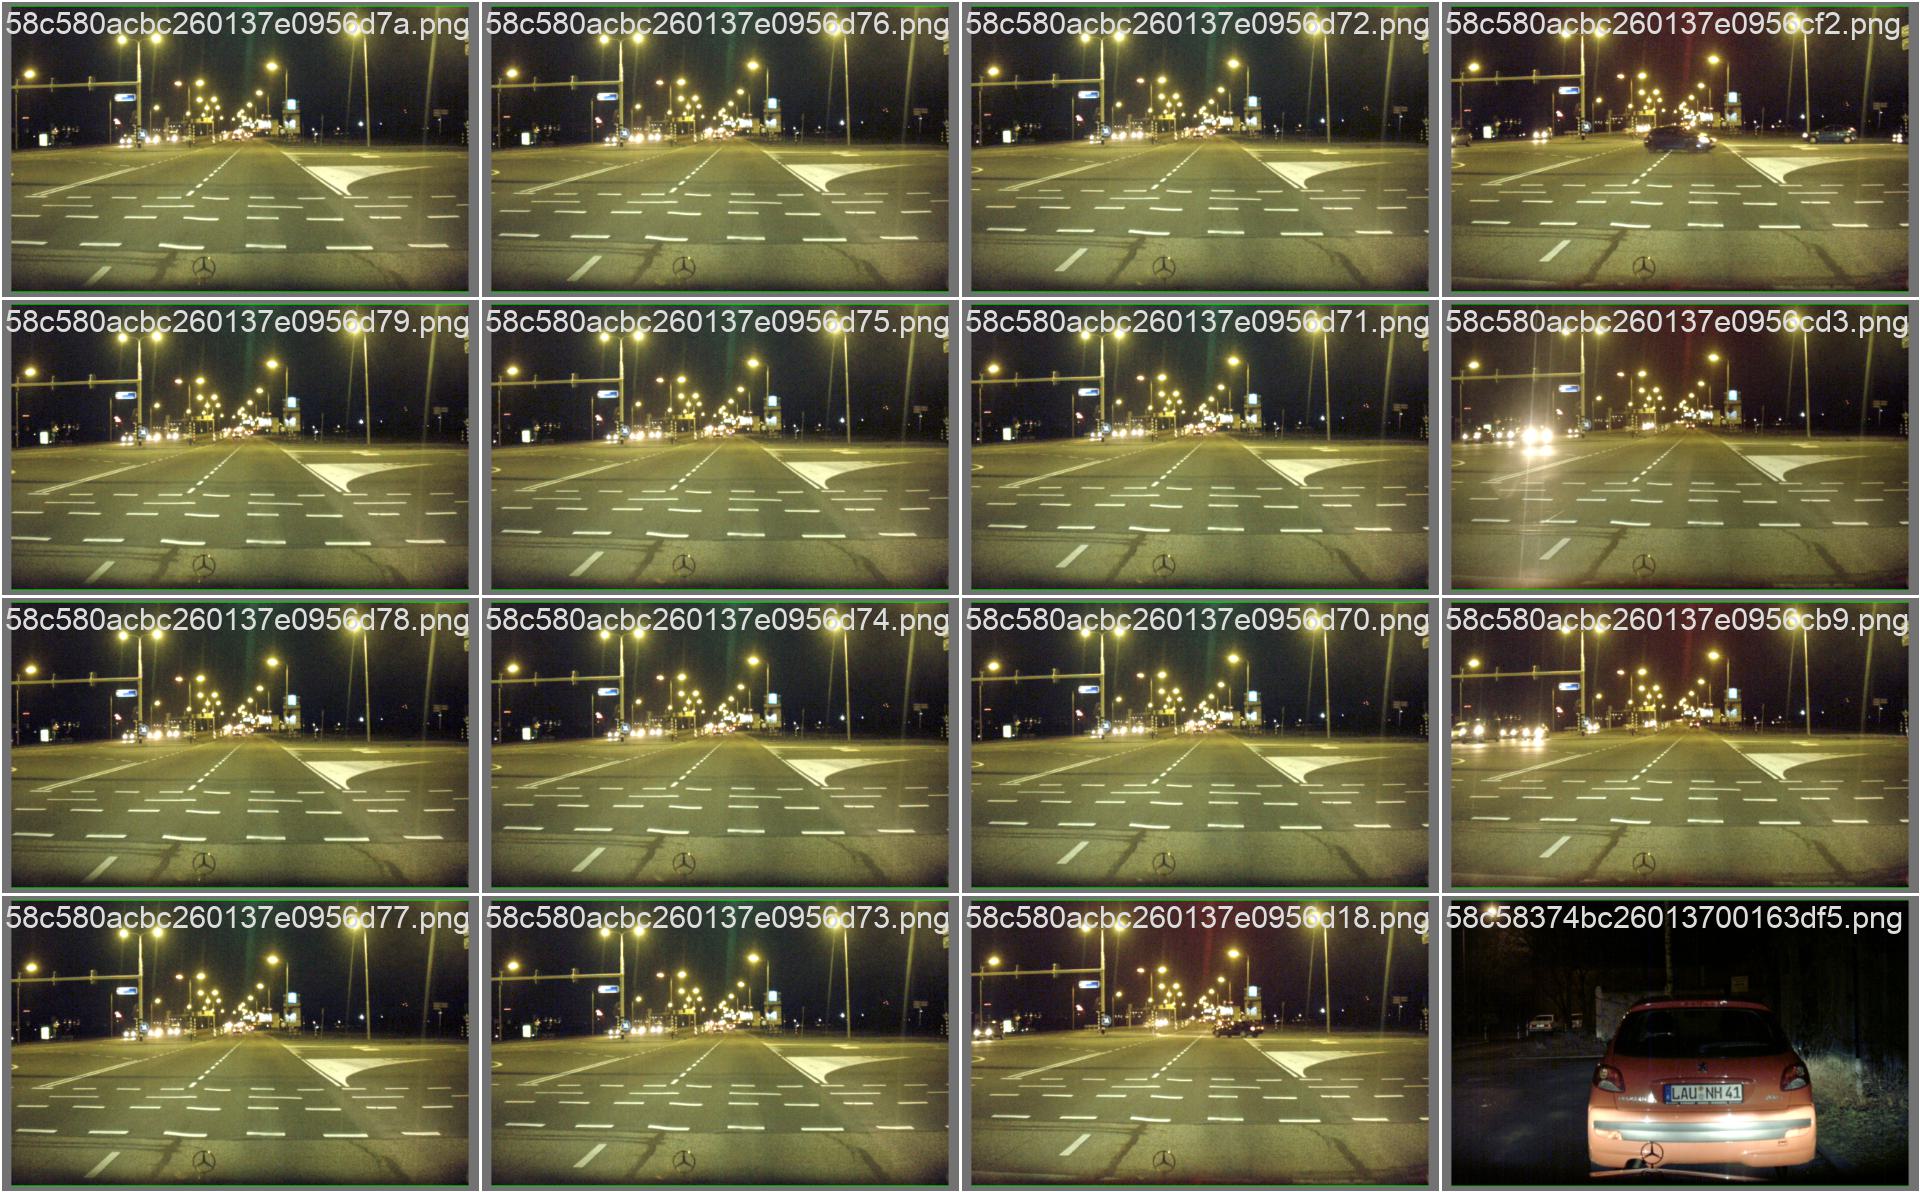 58c580acbc260137e0956d7a.png
58c580acbc260137e0956d76.png
58c580acbc260137e0956d72.png
58c580acbc260137e0956cf2.png
58c580acbc260137e0956d79.png
58c580acbc260137e0956d75.png
58c580acbc260137e0956d71.png
58c580acbc260137e0956cd3.png
58c580acbc260137e0956d78.png
58c580acbc260137e0956d74.png
58c580acbc260137e0956d70.png
58c580acbc260137e0956cb9.png
58c580acbc260137e0956d77.png
58c580acbc260137e0956d73.png
58c580acbc260137e0956d18.png
58c58374bc26013700163df5.png
LAU NH 41